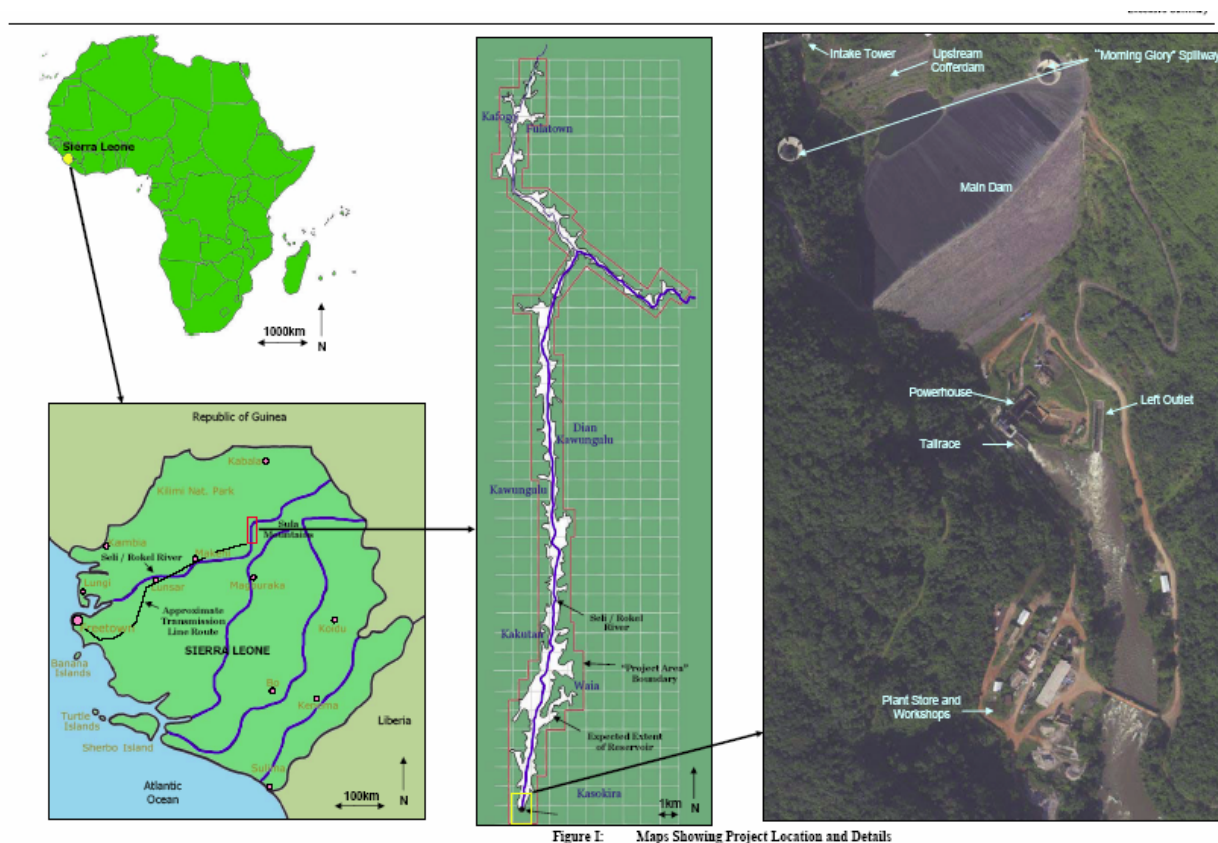 Sierra Leone
1000km
N
Republic of Guinea
Kabala
Kilimi Nat. Park
Sula
Mountains
Kambia
Seli / Rokel River
Lungi
Lunsar
Magburaka
Approximate
Transmission
Line Route
Freetown
Koidu
SIERRA LEONE
Banana
Islands
Bo
Kenema
Turtle
Islands
Sherbo Island
Liberia
Sulima
Atlantic
Ocean
100km
N
Kafogo
Fulatown
Dian
Kawungulu
Kawungulu
Seli / Rokel
River
Kakutan
"Project Area"
Boundary
Waia
Expected Extent
of Reservoir
Kasokira
1km
N
Intake Tower
Upstream
Cofferdam
"Morning Glory" Spillway
Main Dam
Powerhouse
Left Outlet
Tailrace
Plant Store and
Workshops
Figure I: Maps Showing Project Location and Details